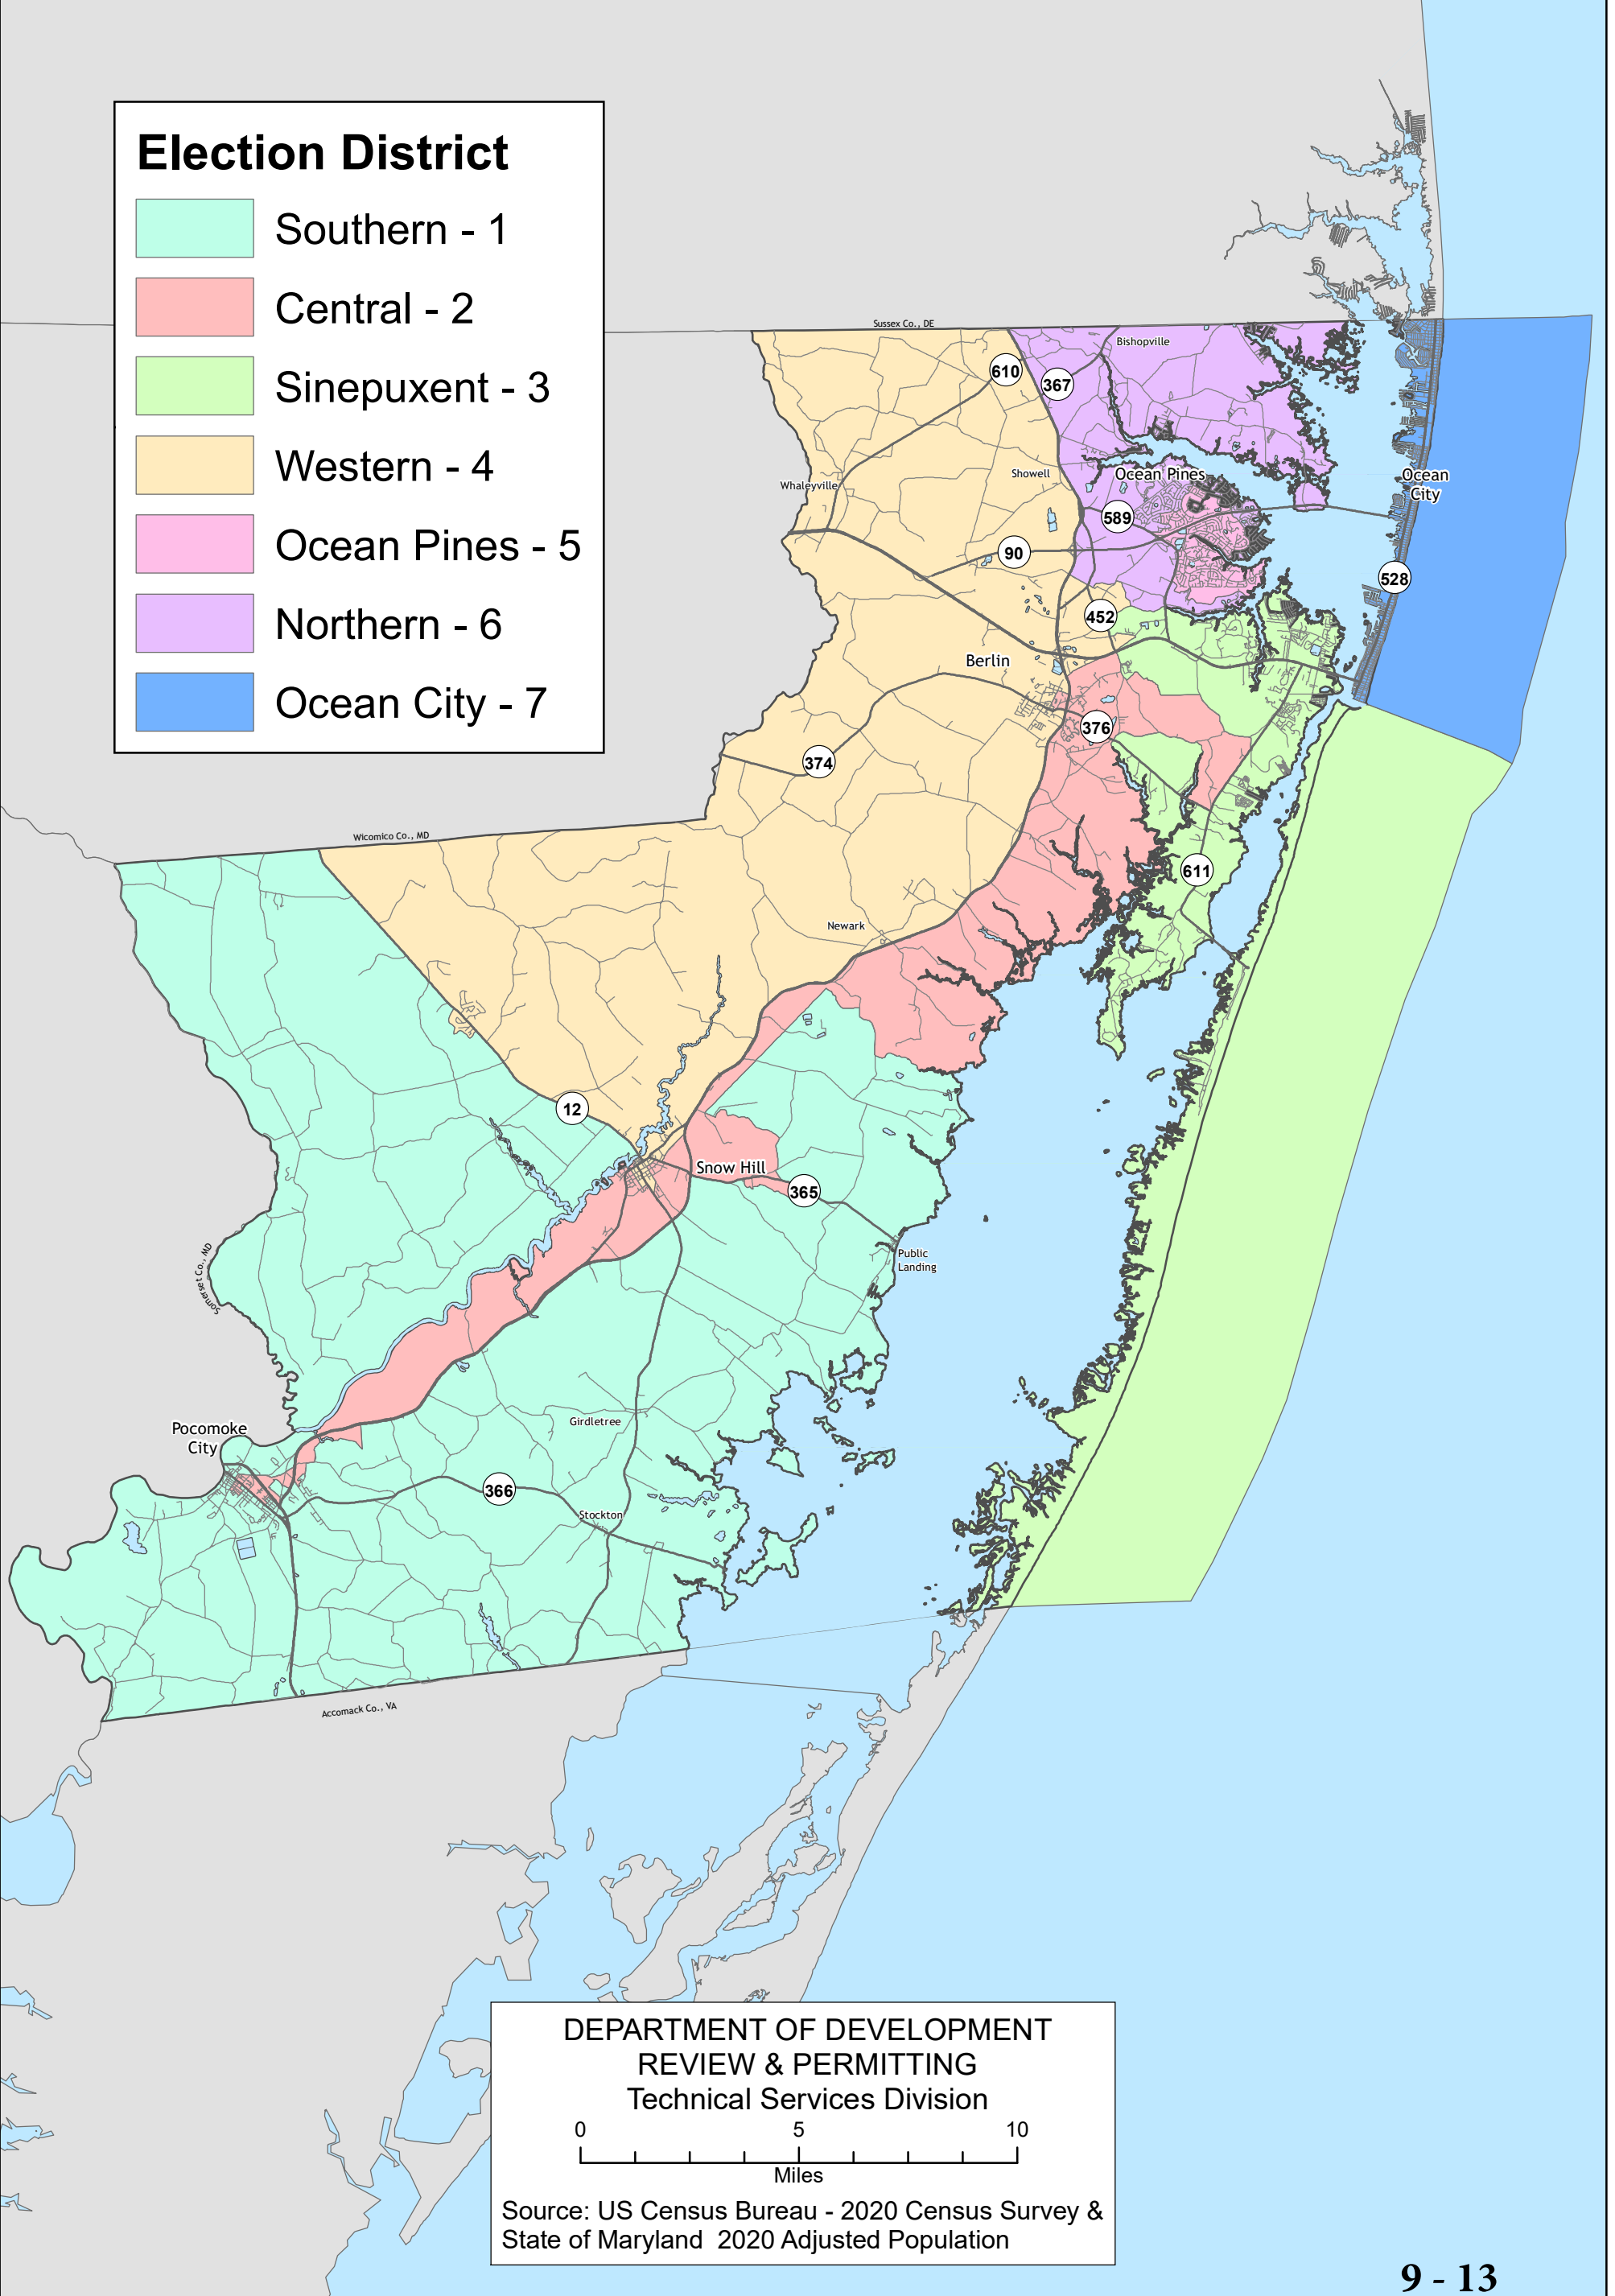 Election District
Southern - 1
Central - 2
Sinepuxent - 3
Western - 4
Ocean Pines - 5
Northern - 6
Ocean City - 7
Sussex Co., DE
Bishopville
610
367
Whaleyville
Showell
Ocean Pines
Ocean
City
589
90
528
452
Berlin
376
374
Wicomico Co., MD
611
Newark
12
Snow Hill
365
Public
Landing
Somerset Co., MD
Pocomoke
City
Girdletree
366
Stockton
Accomack Co., VA
DEPARTMENT OF DEVELOPMENT
REVIEW & PERMITTING
Technical Services Division
0 5 10
Miles
Source: US Census Bureau - 2020 Census Survey &
State of Maryland 2020 Adjusted Population
9 - 13